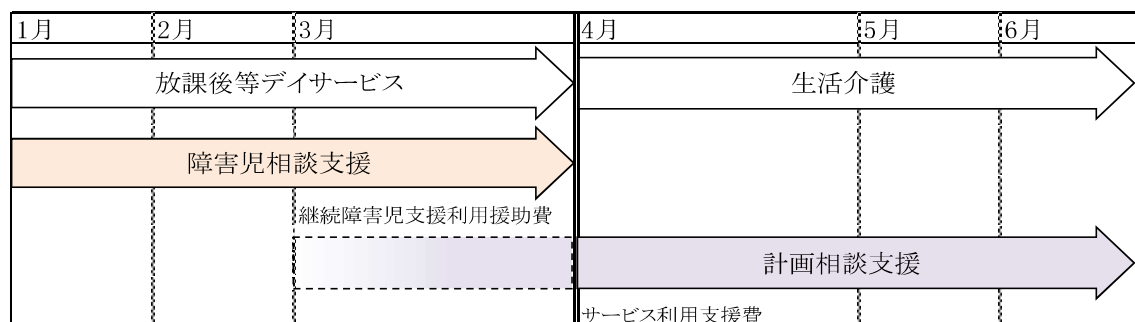 1月 2月 3月 4月 5月 6月
放課後等デイサービス 生活介護
障害児相談支援
継続障害児支援利用援助費
計画相談支援
サービス利用支援費